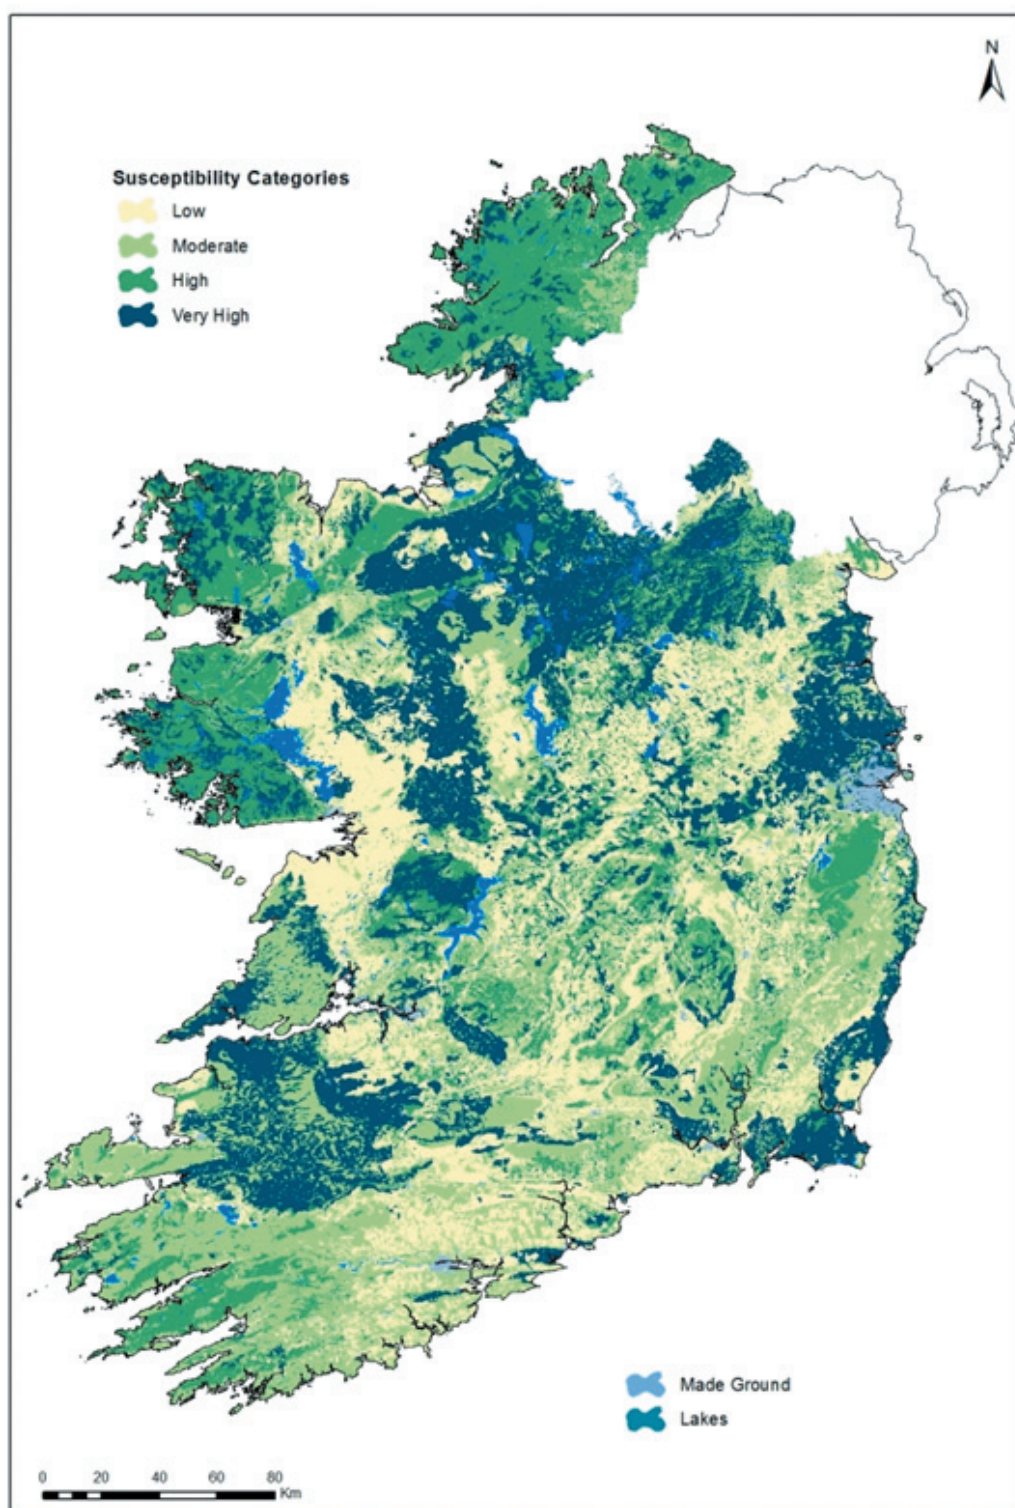 N
Susceptibility Categories
Low
Moderate
High
Very High
Made Ground
Lakes
0 20 40 60 80
Km